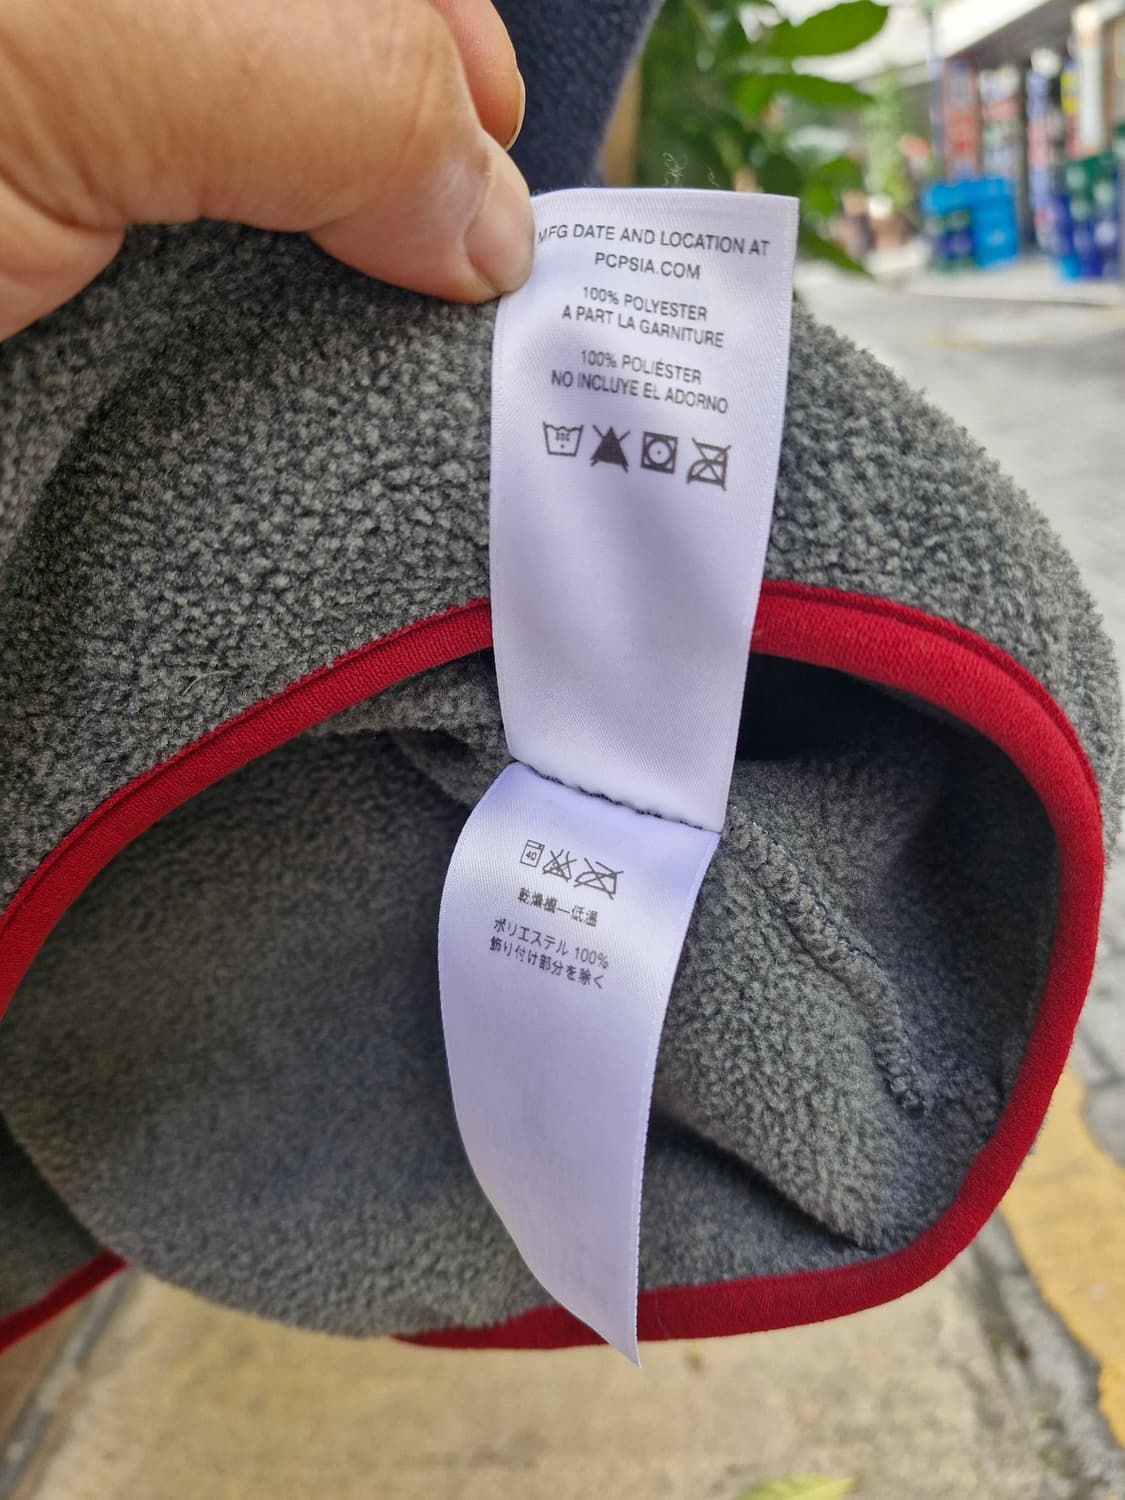 MFG DATE AND LOCATION AT
PCPSIA.COM
100% POLYESTER
A PART LA GARNITURE
100% POLIÉSTER
NO INCLUYE EL ADORNO
40
乾燥機—低温
ポリエステル 100%
飾り付け部分を除く